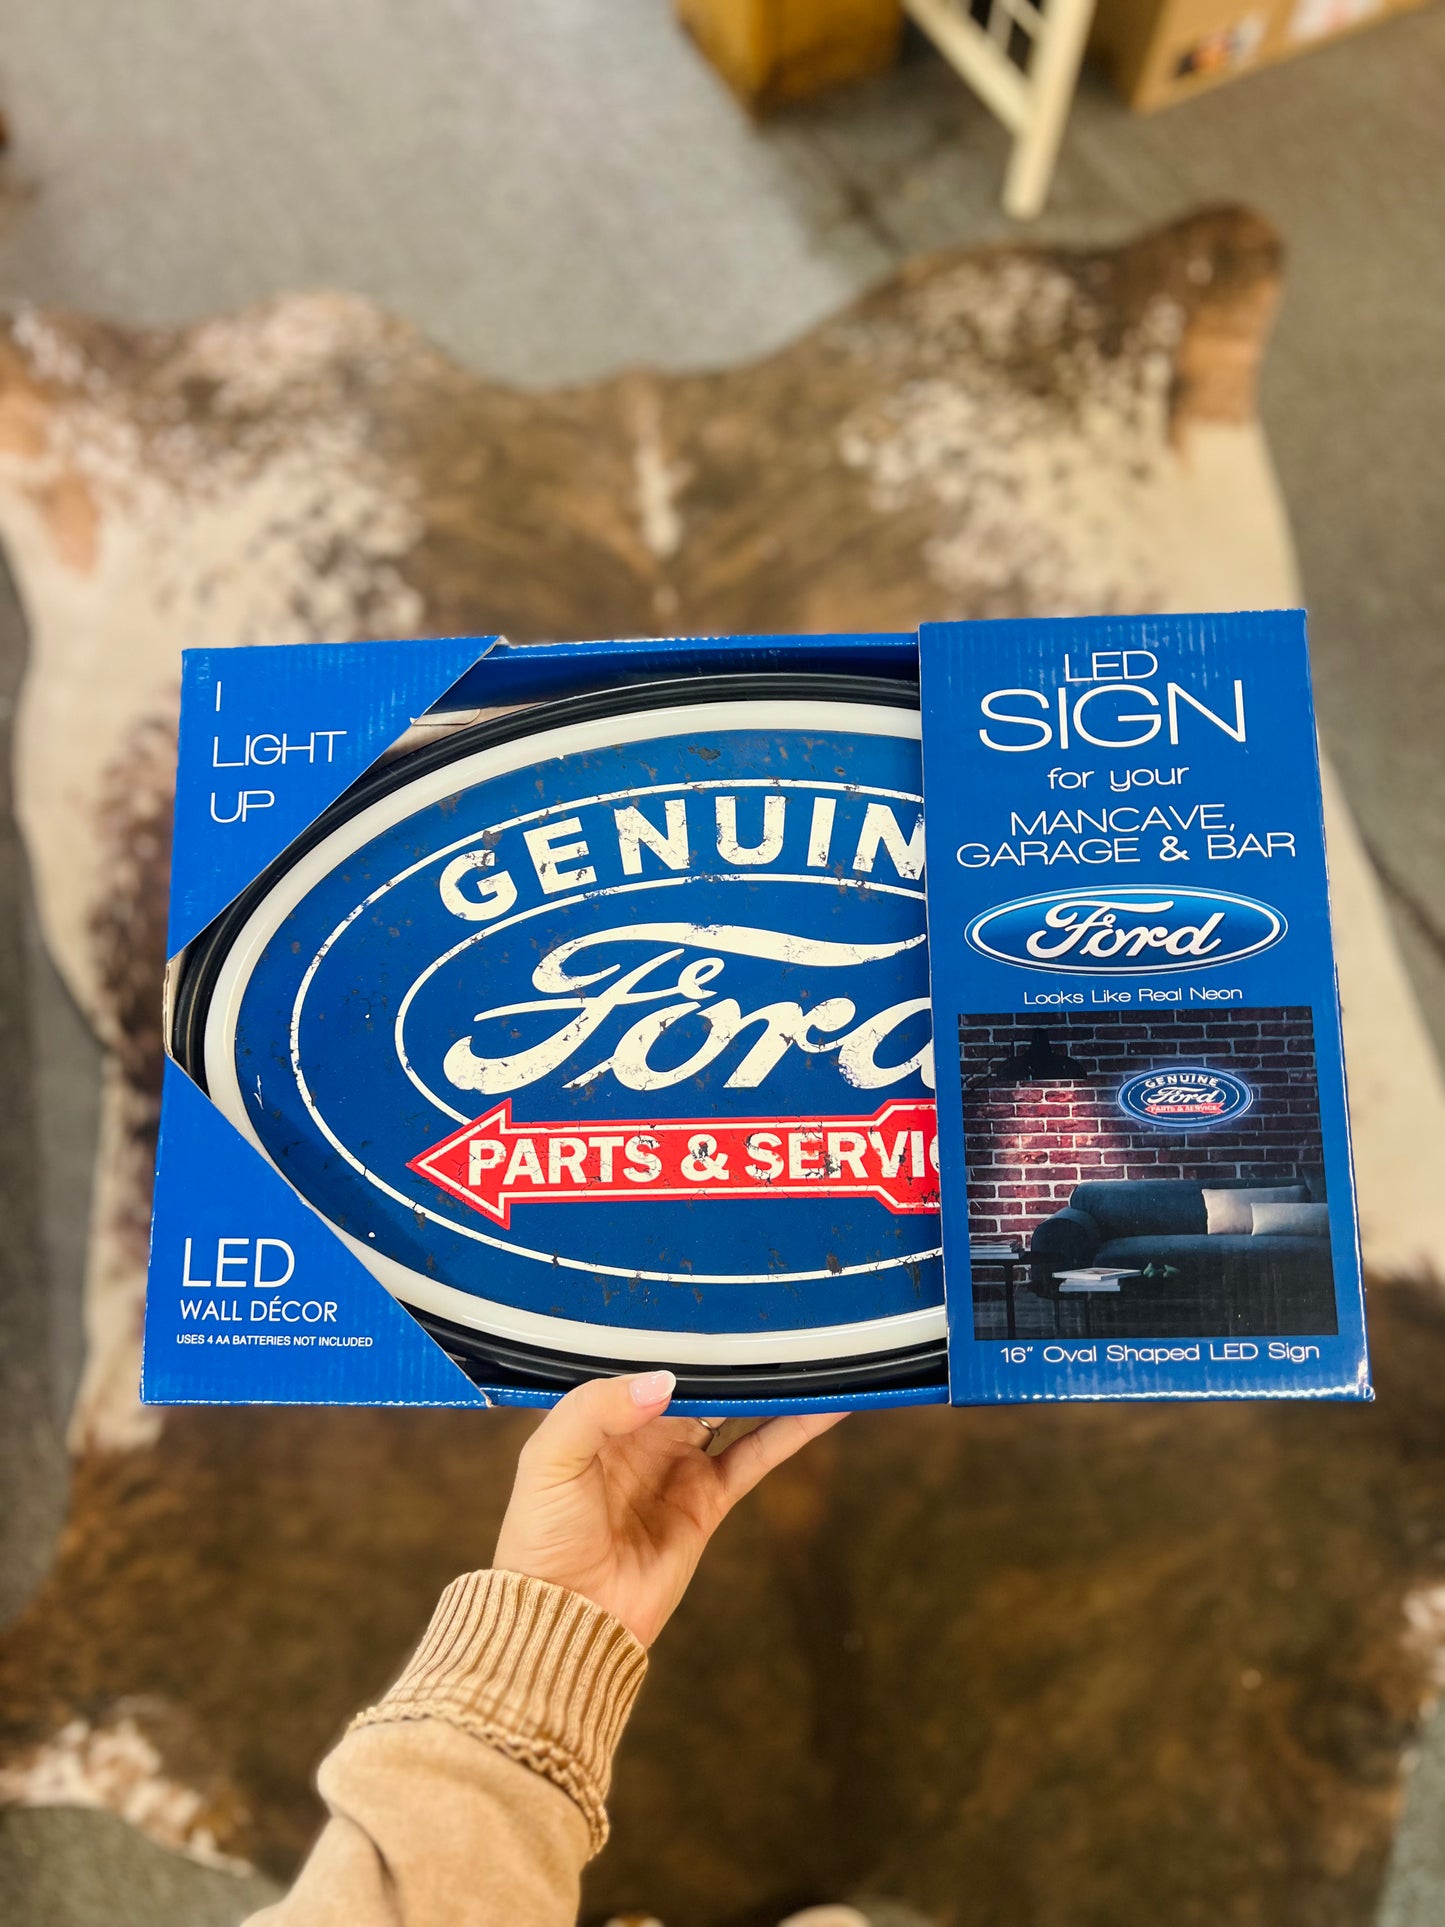 I
LIGHT
UP
GENUIN
Ford
PARTS & SERVIC
LED
WALL DÉCOR
USES 4 AA BATTERIES NOT INCLUDED
LED
SIGN
for your
MANCAVE,
GARAGE & BAR
Ford
Looks Like Real Neon
GENUINE
Ford
PARTS & SERVICE
16" Oval Shaped LED Sign